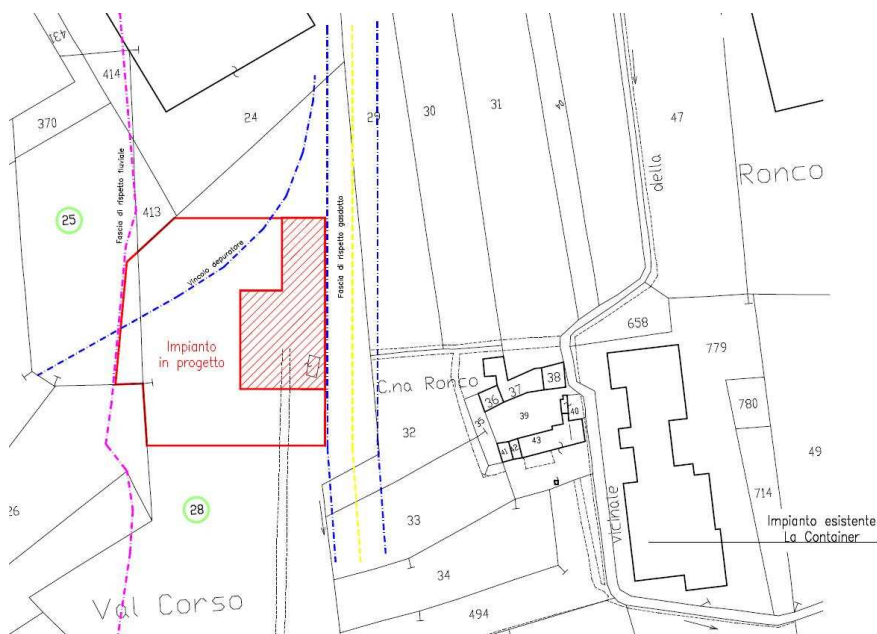 431
414
370
24
29
30
31
40
47
della
Ronco
Fascia di rispetto fluviale
413
25
Vincolo depuratore
Fascia di rispetto gasdotto
Impianto
in progetto
658
779
C.na Ronco
36
37
38
39
40
35
41
42
43
32
780
49
28
26
33
vicinale
714
Impianto esistente
La Container
34
494
Val Corso